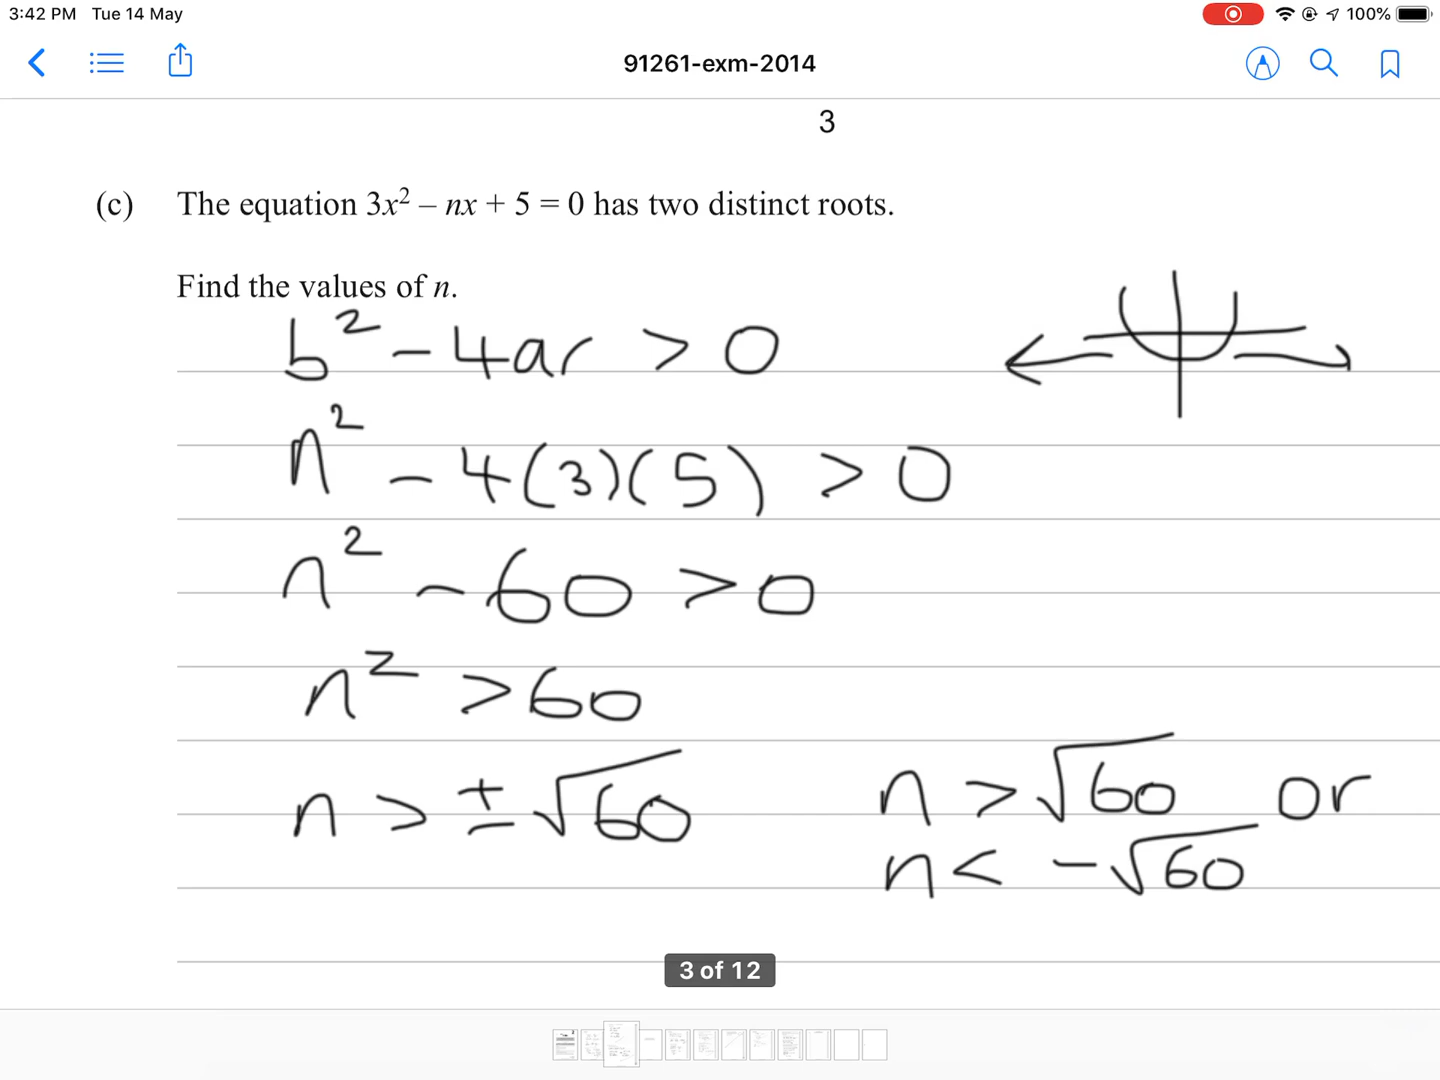 3:42 PM Tue 14 May 100%
91261-exm-2014
3
(c) The equation 3x² – nx + 5 = 0 has two distinct roots.
Find the values of n.
b² - 4ac > 0
n² - 4(3)(5) > 0
n² - 60 > 0
n² > 60
n > ± √60
n > √60 or
n < - √60
3 of 12